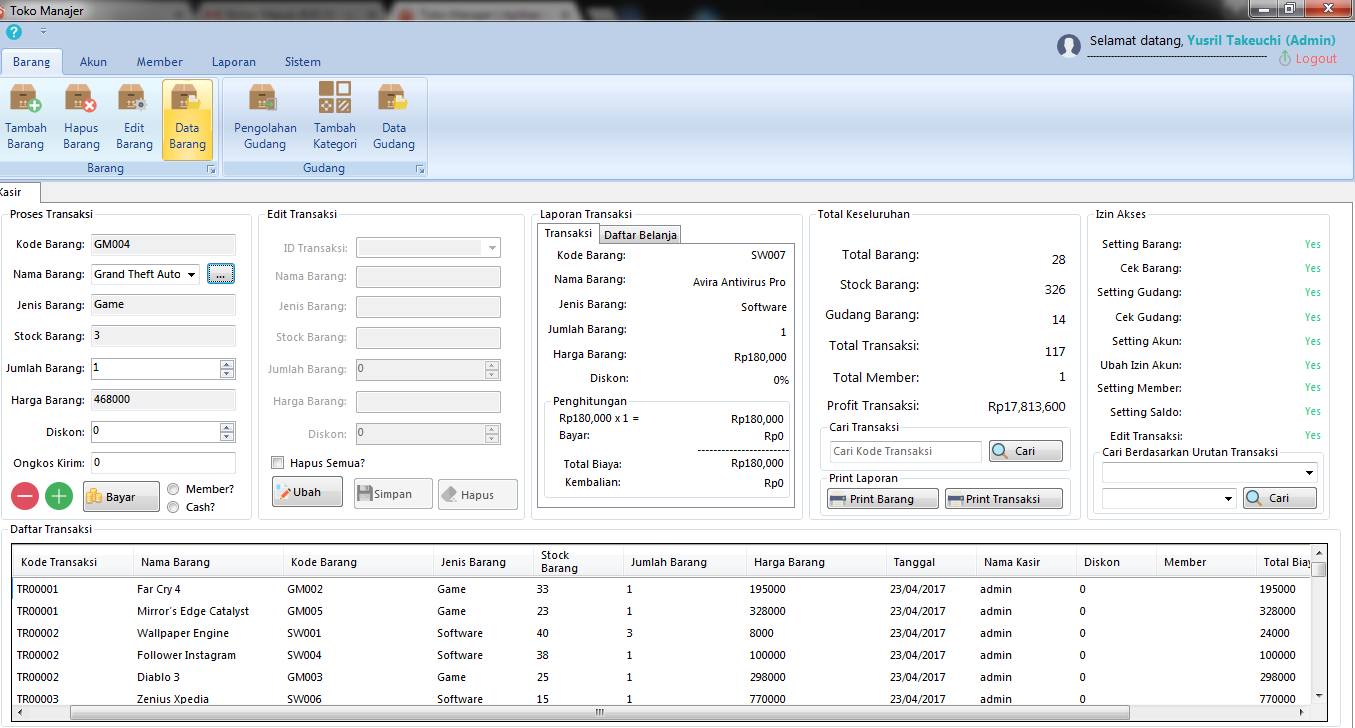 Toko Manajer
Selamat datang, Yusril Takeuchi (Admin)
Logout
Barang Akun Member Laporan Sistem
Tambah Barang
Hapus Barang
Edit Barang
Data Barang
Pengolahan Gudang
Tambah Kategori
Data Gudang
Barang
Gudang
Kasir
Proses Transaksi
Kode Barang: GM004
Nama Barang: Grand Theft Auto ...
Jenis Barang: Game
Stock Barang: 3
Jumlah Barang: 1
Harga Barang: 468000
Diskon: 0
Ongkos Kirim: 0
Bayar
Member?
Cash?
Edit Transaksi
ID Transaksi:
Nama Barang:
Jenis Barang:
Stock Barang:
Jumlah Barang: 0
Harga Barang:
Diskon: 0
Hapus Semua?
Ubah Simpan Hapus
Laporan Transaksi
Transaksi Daftar Belanja
Kode Barang: SW007
Nama Barang: Avira Antivirus Pro
Jenis Barang: Software
Jumlah Barang: 1
Harga Barang: Rp180,000
Diskon: 0%
Penghitungan
Rp180,000 x 1 = Rp180,000
Bayar: Rp0
Total Biaya: Rp180,000
Kembalian: Rp0
Total Keseluruhan
Total Barang: 28
Stock Barang: 326
Gudang Barang: 14
Total Transaksi: 117
Total Member: 1
Profit Transaksi: Rp17,813,600
Cari Transaksi
Cari Kode Transaksi Cari
Print Laporan
Print Barang Print Transaksi
Izin Akses
Setting Barang: Yes
Cek Barang: Yes
Setting Gudang: Yes
Cek Gudang: Yes
Setting Akun: Yes
Ubah Izin Akun: Yes
Setting Member: Yes
Setting Saldo: Yes
Edit Transaksi: Yes
Cari Berdasarkan Urutan Transaksi
Cari
Daftar Transaksi
Kode Transaksi Nama Barang Kode Barang Jenis Barang Stock Barang Jumlah Barang Harga Barang Tanggal Nama Kasir Diskon Member Total Biay
TR00001 Far Cry 4 GM002 Game 33 1 195000 23/04/2017 admin 0 195000
TR00001 Mirror's Edge Catalyst GM005 Game 23 1 328000 23/04/2017 admin 0 328000
TR00002 Wallpaper Engine SW001 Software 40 3 8000 23/04/2017 admin 0 24000
TR00002 Follower Instagram SW004 Software 38 1 100000 23/04/2017 admin 0 100000
TR00002 Diablo 3 GM003 Game 25 1 298000 23/04/2017 admin 0 298000
TR00003 Zenius Xpedia SW006 Software 15 1 770000 23/04/2017 admin 0 770000